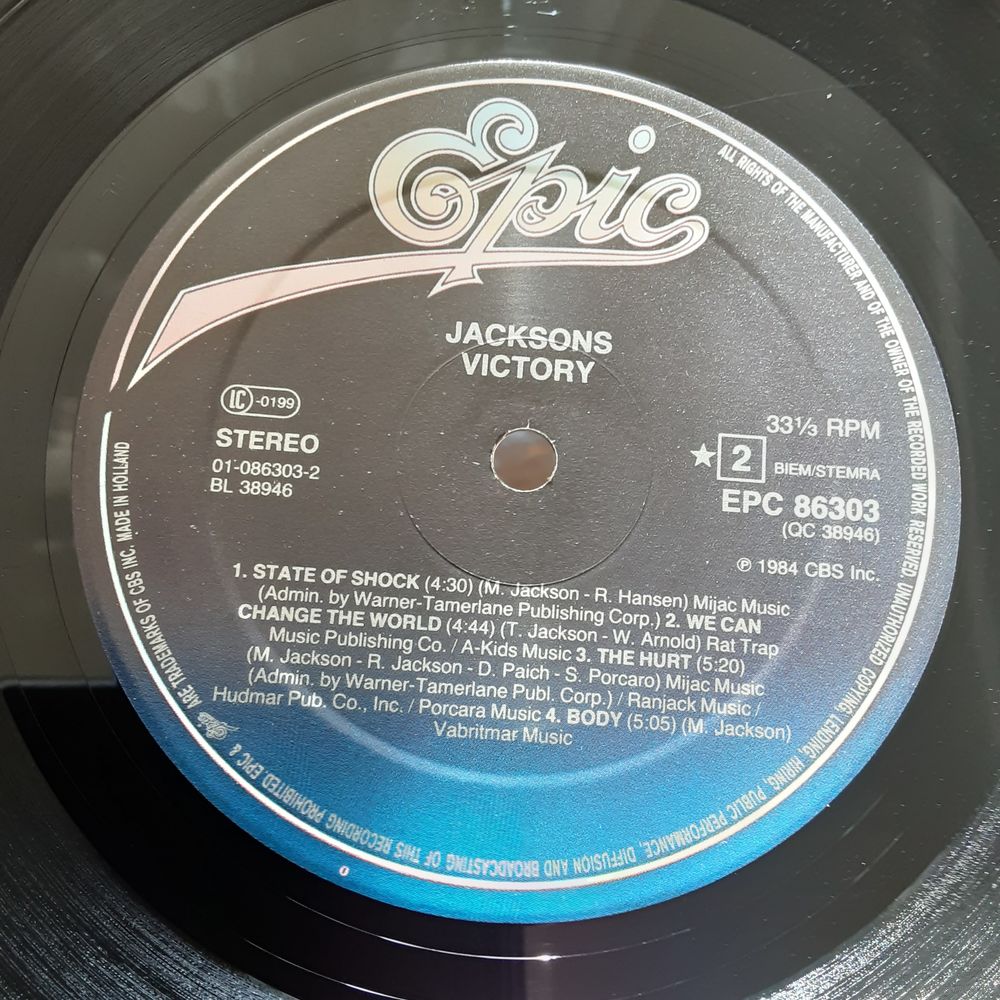 Epic
JACKSONS
VICTORY
LC -0199
STEREO
01-086303-2
BL 38946
33⅓ RPM
★ 2 BIEM/STEMRA
EPC 86303
(QC 38946)
℗ 1984 CBS Inc.
1. STATE OF SHOCK (4:30) (M. Jackson - R. Hansen) Mijac Music
(Admin. by Warner-Tamerlane Publishing Corp.) 2. WE CAN
CHANGE THE WORLD (4:44) (T. Jackson - W. Arnold) Rat Trap
Music Publishing Co. / A-Kids Music 3. THE HURT (5:20)
(M. Jackson - R. Jackson - D. Paich - S. Porcaro) Mijac Music
(Admin. by Warner-Tamerlane Publ. Corp.) / Ranjack Music /
Hudmar Pub. Co., Inc. / Porcara Music 4. BODY (5:05) (M. Jackson)
Vabritmar Music
ALL RIGHTS OF THE MANUFACTURER AND OF THE OWNER OF THE RECORDED WORK RESERVED. UNAUTHORIZED COPYING, LENDING, HIRING, PUBLIC PERFORMANCE, DIFFUSION AND BROADCASTING OF THIS RECORDING PROHIBITED EPIC & Epic ARE TRADEMARKS OF CBS INC. MADE IN HOLLAND
0